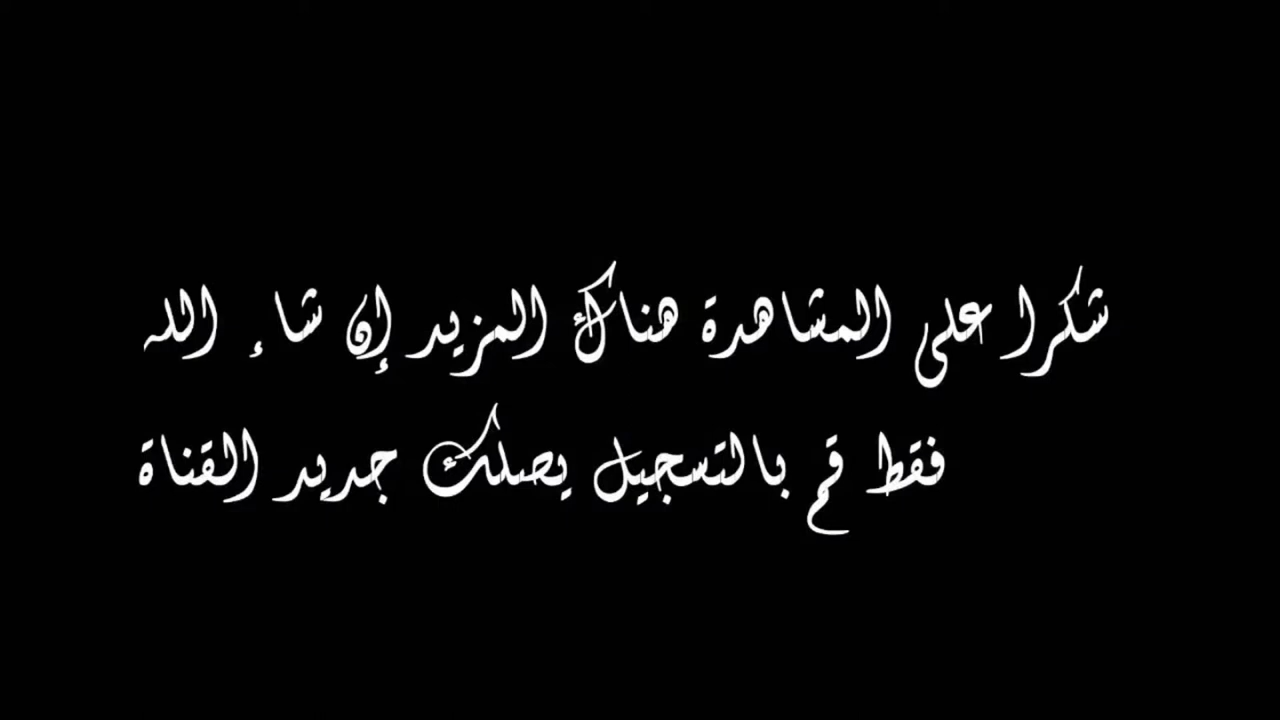 شكرا على المشاهدة هناك المزيد إن شاء الله
فقط قم بالتسجيل يصلك جديد القناة